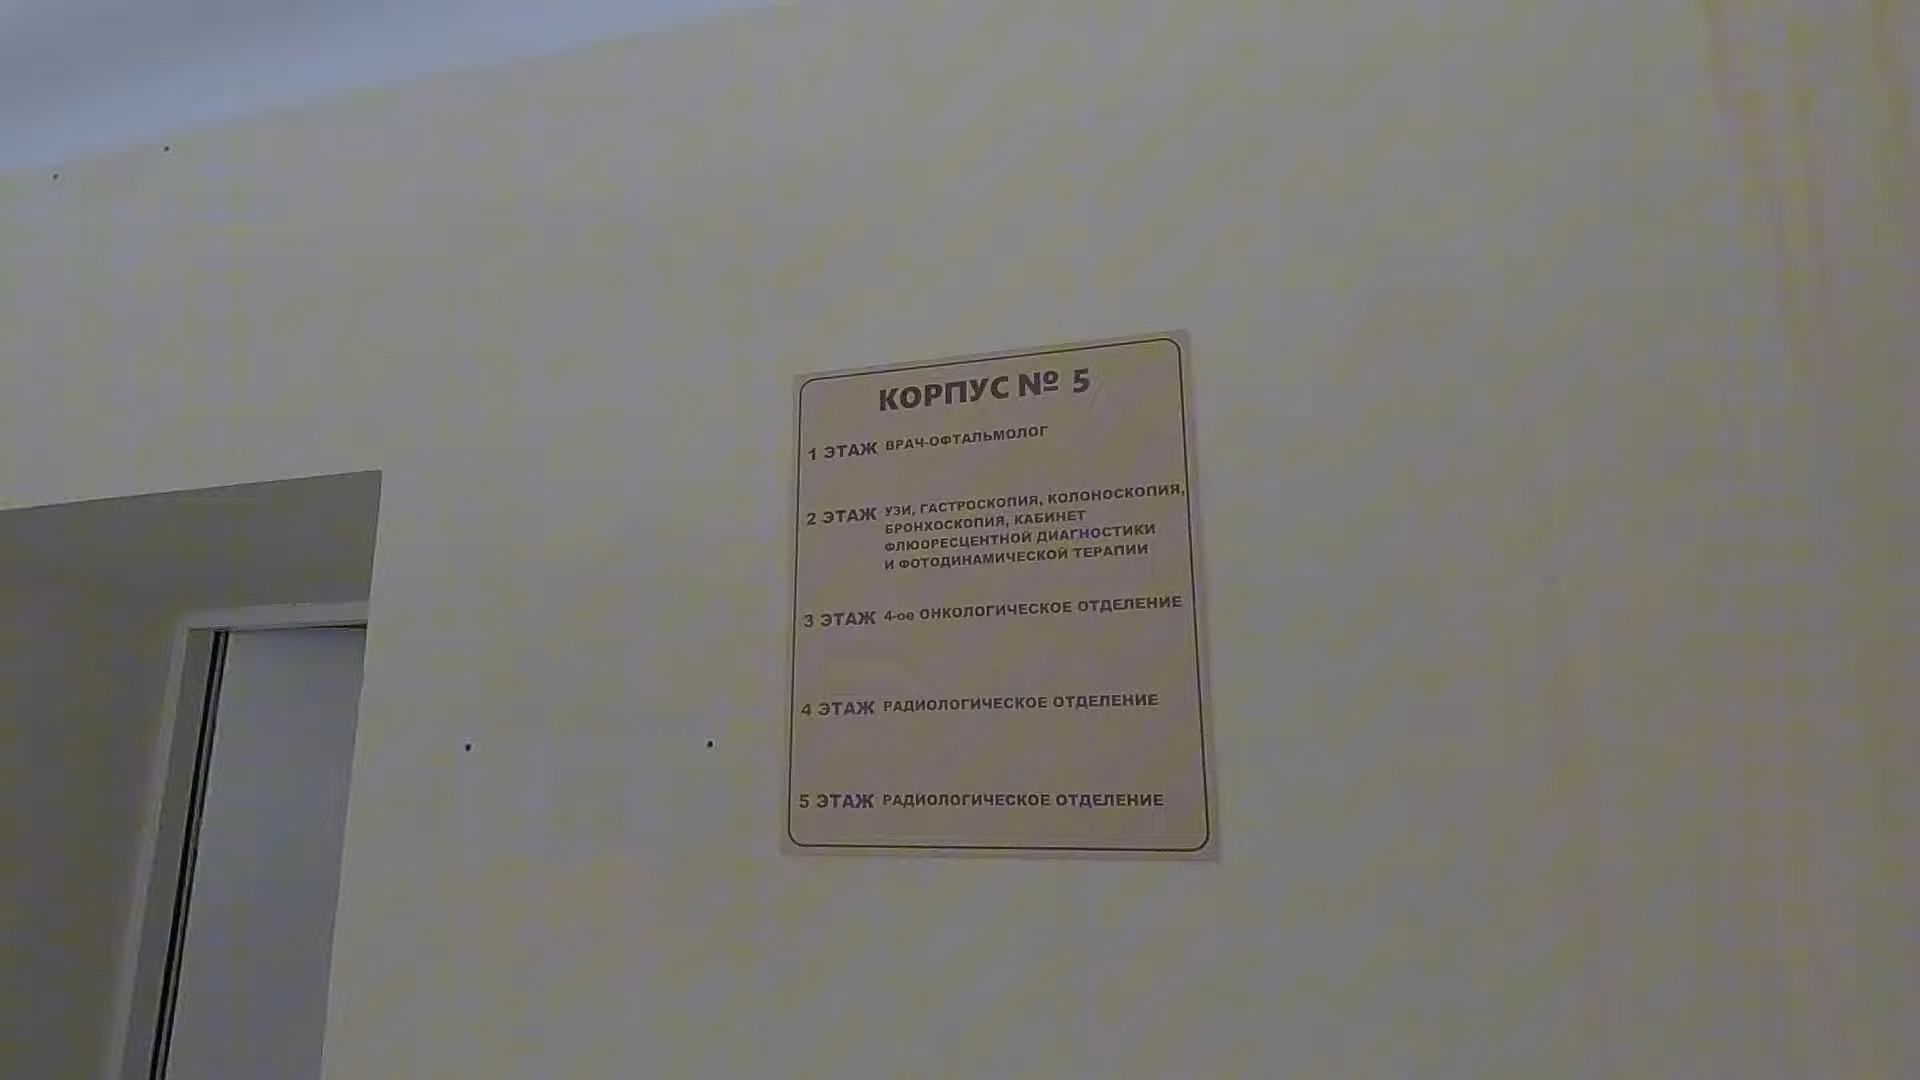 КОРПУС № 5
1 ЭТАЖ ВРАЧ-ОФТАЛЬМОЛОГ
2 ЭТАЖ УЗИ, ГАСТРОСКОПИЯ, КОЛОНОСКОПИЯ,
БРОНХОСКОПИЯ, КАБИНЕТ
ФЛЮОРЕСЦЕНТНОЙ ДИАГНОСТИКИ
И ФОТОДИНАМИЧЕСКОЙ ТЕРАПИИ
3 ЭТАЖ 4-ое ОНКОЛОГИЧЕСКОЕ ОТДЕЛЕНИЕ
4 ЭТАЖ РАДИОЛОГИЧЕСКОЕ ОТДЕЛЕНИЕ
5 ЭТАЖ РАДИОЛОГИЧЕСКОЕ ОТДЕЛЕНИЕ